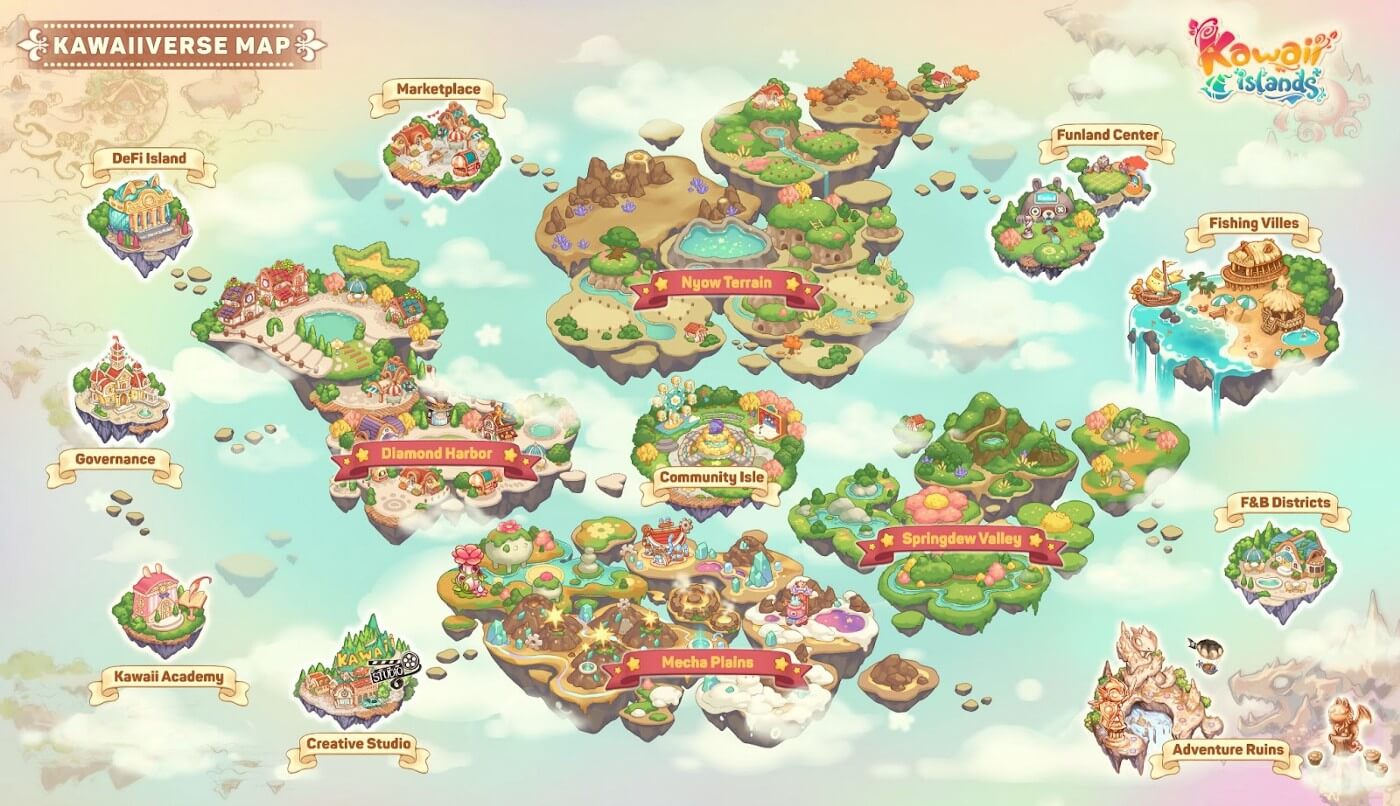 KAWAIIVERSE MAP
Kawaii
islands
Marketplace
Funland Center
DeFi Island
Fishing Villes
Nyow Terrain
Governance
Diamond Harbor
Community Isle
F&B Districts
Springdew Valley
Mecha Plains
Kawaii Academy
KAWAII
STUDIO
Creative Studio
Adventure Ruins